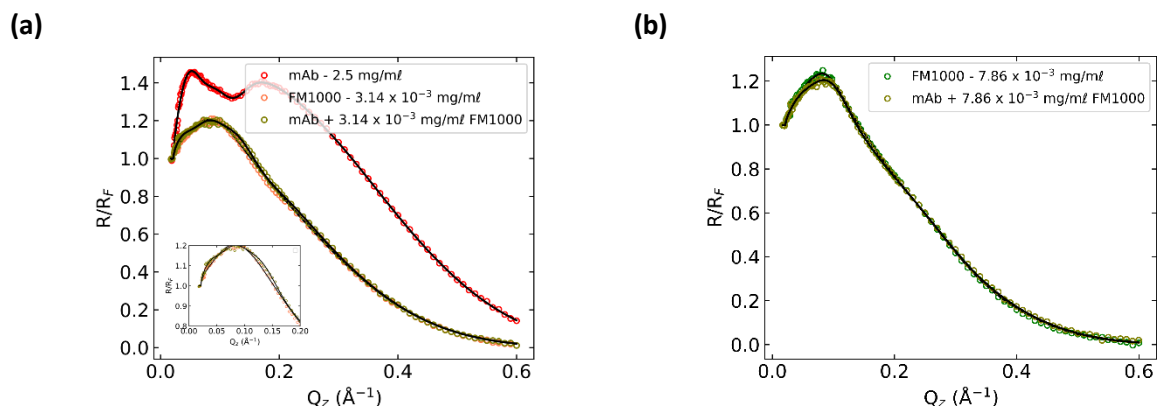 (a)
(b)
mAb - 2.5 mg/mℓ
FM1000 - 3.14 x 10⁻³ mg/mℓ
mAb + 3.14 x 10⁻³ mg/mℓ FM1000
R/R_F
1.4
1.2
1.0
0.8
0.6
0.4
0.2
0.0
0.0 0.2 0.4 0.6
Q_z (Å⁻¹)
R/R_F
1.2
1.1
1.0
0.9
0.8
0.00 0.05 0.10 0.15 0.20
Q_z (Å⁻¹)
FM1000 - 7.86 x 10⁻³ mg/mℓ
mAb + 7.86 x 10⁻³ mg/mℓ FM1000
R/R_F
1.2
1.0
0.8
0.6
0.4
0.2
0.0
0.0 0.2 0.4 0.6
Q_z (Å⁻¹)